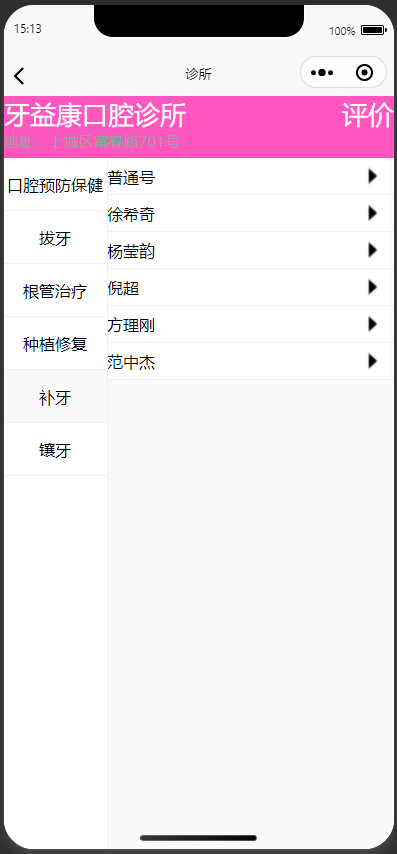 15:13
100%
诊所
牙益康口腔诊所
评价
地址：上城区富春路701号
口腔预防保健
拔牙
根管治疗
种植修复
补牙
镶牙
普通号
徐希奇
杨莹韵
倪超
方理刚
范中杰